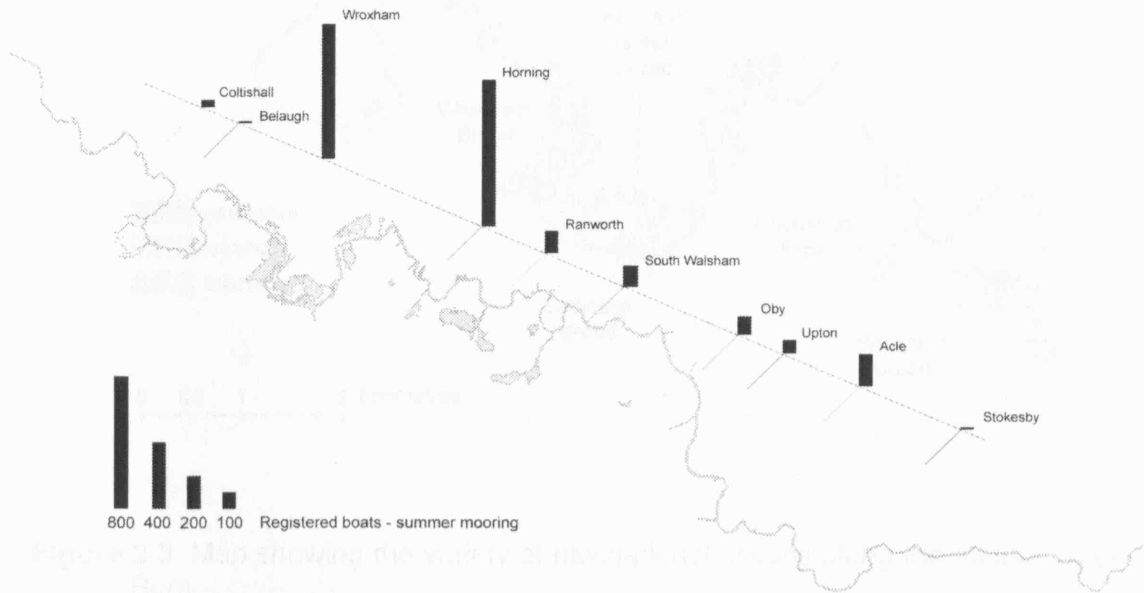 Wroxham
Horning
Coltishall
Belaugh
Ranworth
South Walsham
Oby
Upton
Acle
Stokesby
800 400 200 100 Registered boats - summer mooring